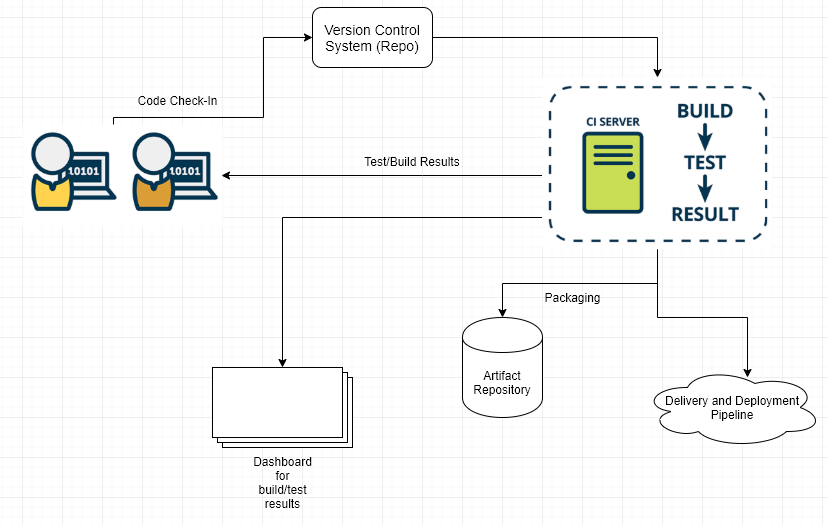 Version Control
System (Repo)
Code Check-In
CI SERVER
BUILD
TEST
RESULT
10101
10101
Test/Build Results
Packaging
Artifact
Repository
Delivery and Deployment
Pipeline
Dashboard
for
build/test
results